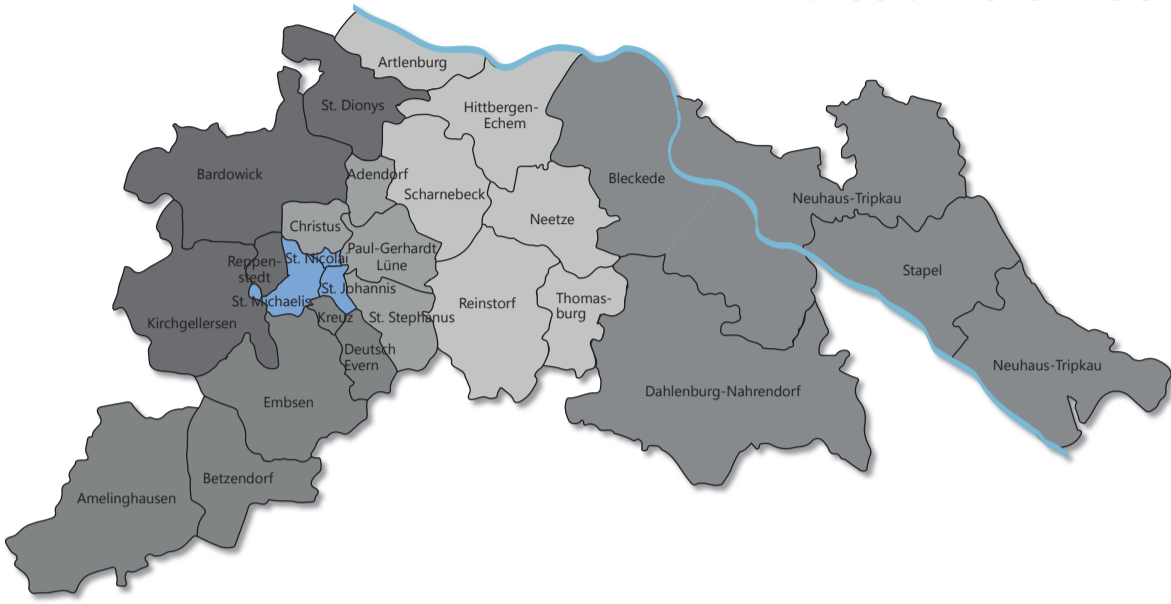 Artlenburg
St. Dionys
Hittbergen-
Echem
Bardowick
Adendorf
Scharnebeck
Bleckede
Neuhaus-Tripkau
Neetze
Christus
Paul-Gerhardt
Lüne
St. Nicolai
Reppen-
stedt
Stapel
St. Johannis
St. Michaelis
Reinstorf
Thomas-
burg
Kirchgellersen
Kreuz
St. Stephanus
Deutsch
Evern
Neuhaus-Tripkau
Embsen
Dahlenburg-Nahrendorf
Betzendorf
Amelinghausen